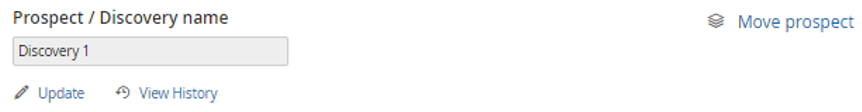 Prospect / Discovery name
Move prospect
Discovery 1
Update View History